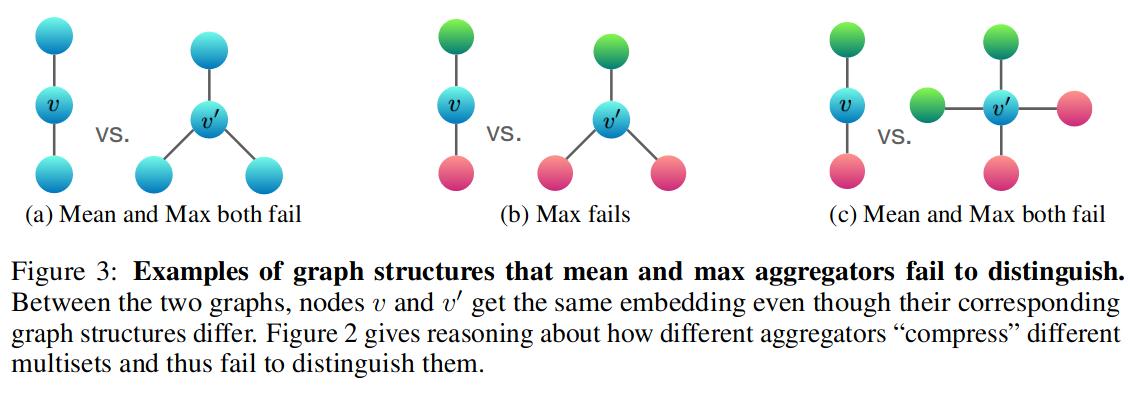 v
vs.
v′
(a) Mean and Max both fail
v
vs.
v′
(b) Max fails
v
vs.
v′
(c) Mean and Max both fail
Figure 3: Examples of graph structures that mean and max aggregators fail to distinguish.
Between the two graphs, nodes v and v′ get the same embedding even though their corresponding
graph structures differ. Figure 2 gives reasoning about how different aggregators “compress” different
multisets and thus fail to distinguish them.